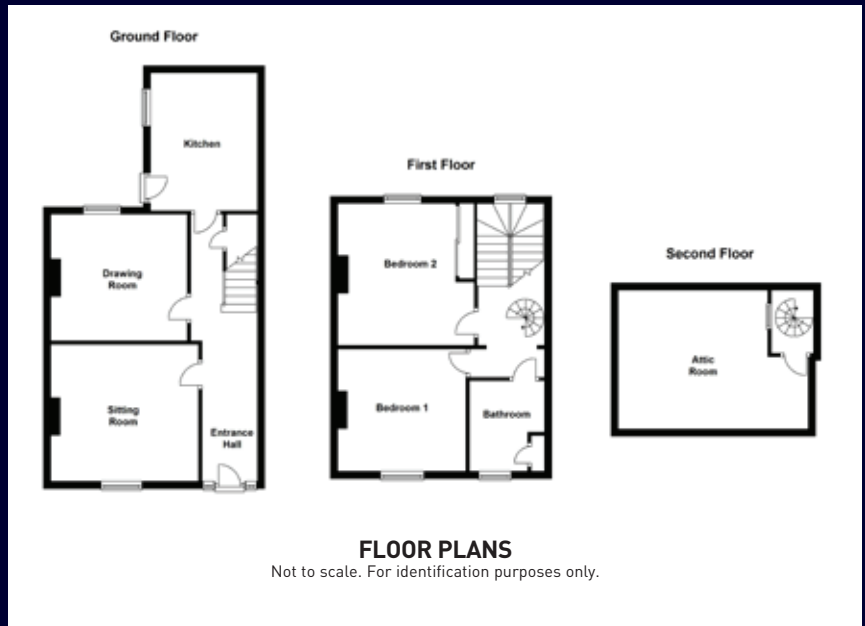 Ground Floor
Kitchen
Drawing
Room
Sitting
Room
Entrance
Hall
First Floor
Bedroom 2
Bedroom 1
Bathroom
Second Floor
Attic
Room
FLOOR PLANS
Not to scale. For identification purposes only.